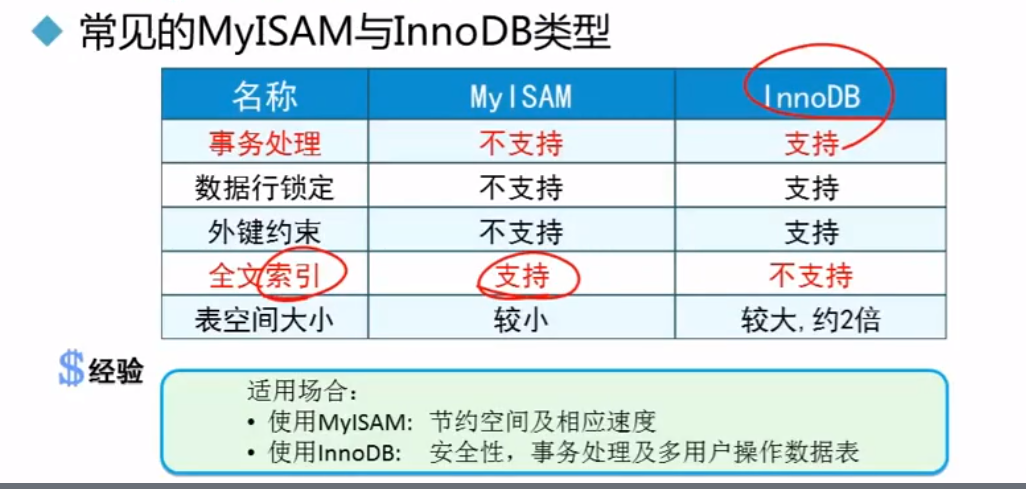 常见的MyISAM与InnoDB类型
名称 MyISAM InnoDB
事务处理 不支持 支持
数据行锁定 不支持 支持
外键约束 不支持 支持
全文索引 支持 不支持
表空间大小 较小 较大,约2倍
$经验
适用场合：
• 使用MyISAM: 节约空间及相应速度
• 使用InnoDB: 安全性，事务处理及多用户操作数据表